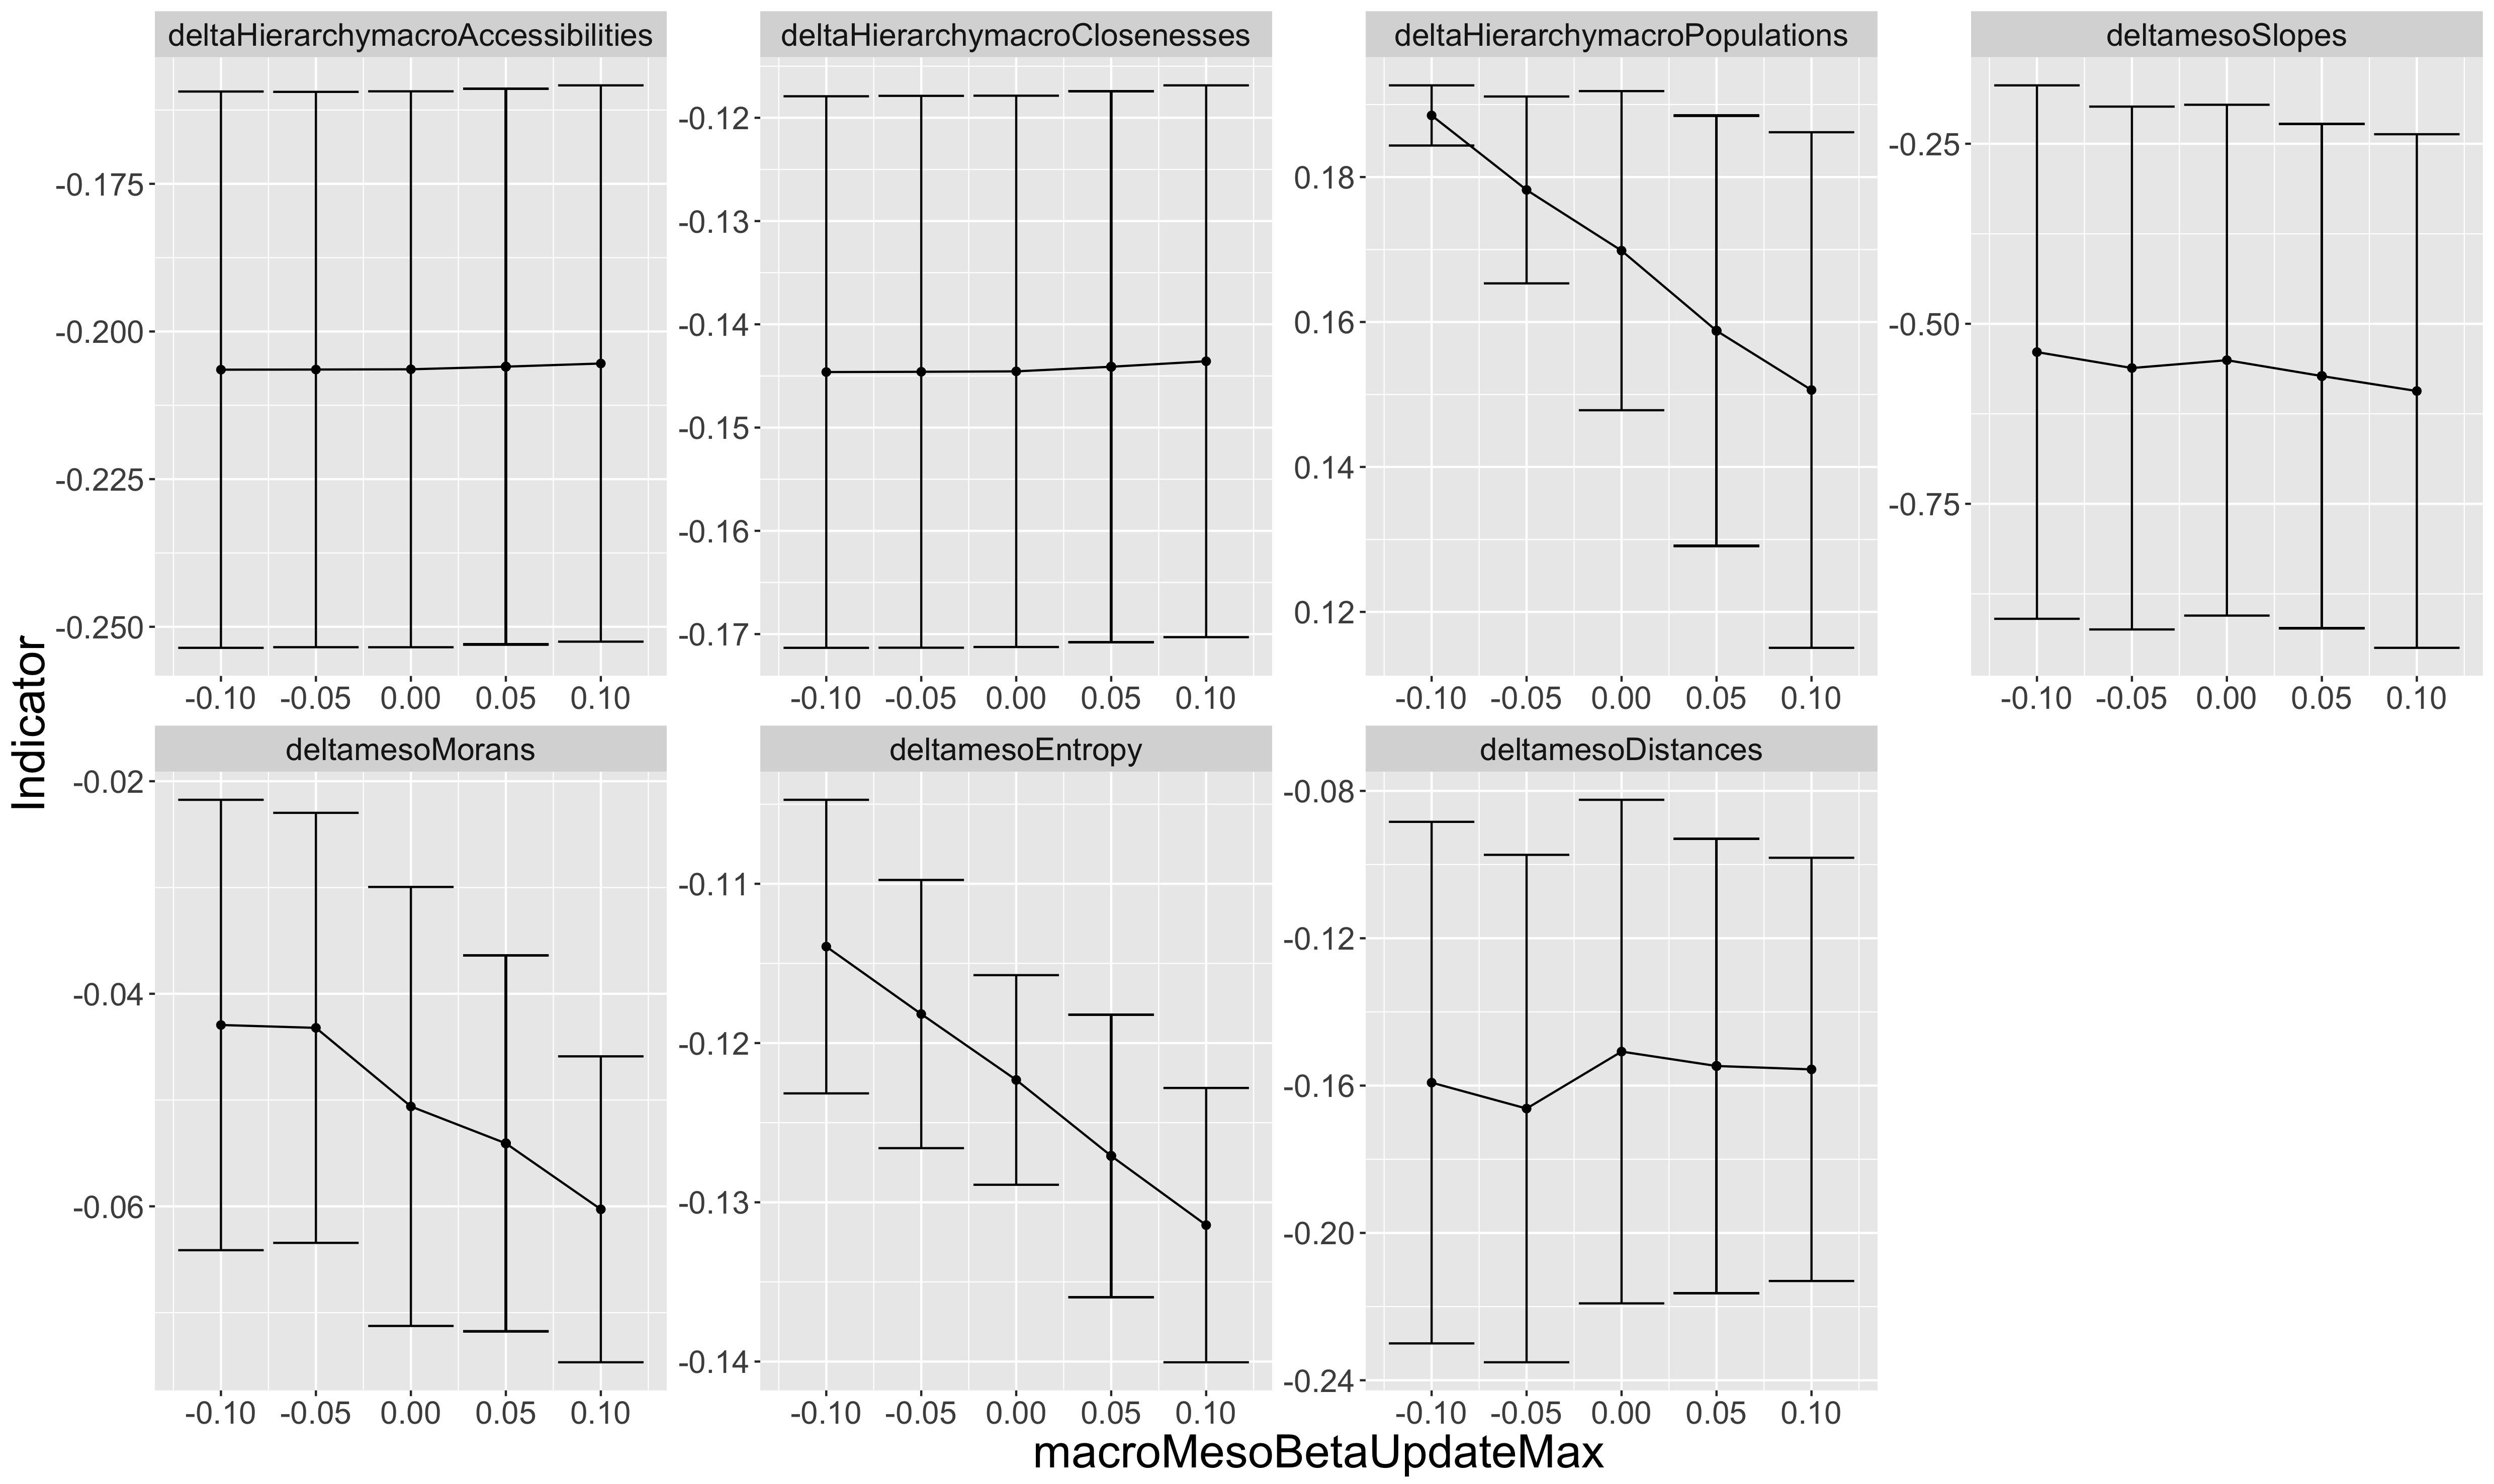 deltaHierarchymacroAccessibilities deltaHierarchymacroClosenesses deltaHierarchymacroPopulations deltamesoSlopes
-0.175
-0.200
-0.225
-0.250
-0.10 -0.05 0.00 0.05 0.10
-0.12
-0.13
-0.14
-0.15
-0.16
-0.17
-0.10 -0.05 0.00 0.05 0.10
0.18
0.16
0.14
0.12
-0.10 -0.05 0.00 0.05 0.10
-0.25
-0.50
-0.75
-0.10 -0.05 0.00 0.05 0.10
Indicator
deltamesoMorans deltamesoEntropy deltamesoDistances
-0.02
-0.04
-0.06
-0.10 -0.05 0.00 0.05 0.10
-0.11
-0.12
-0.13
-0.14
-0.10 -0.05 0.00 0.05 0.10
-0.08
-0.12
-0.16
-0.20
-0.24
-0.10 -0.05 0.00 0.05 0.10
macroMesoBetaUpdateMax